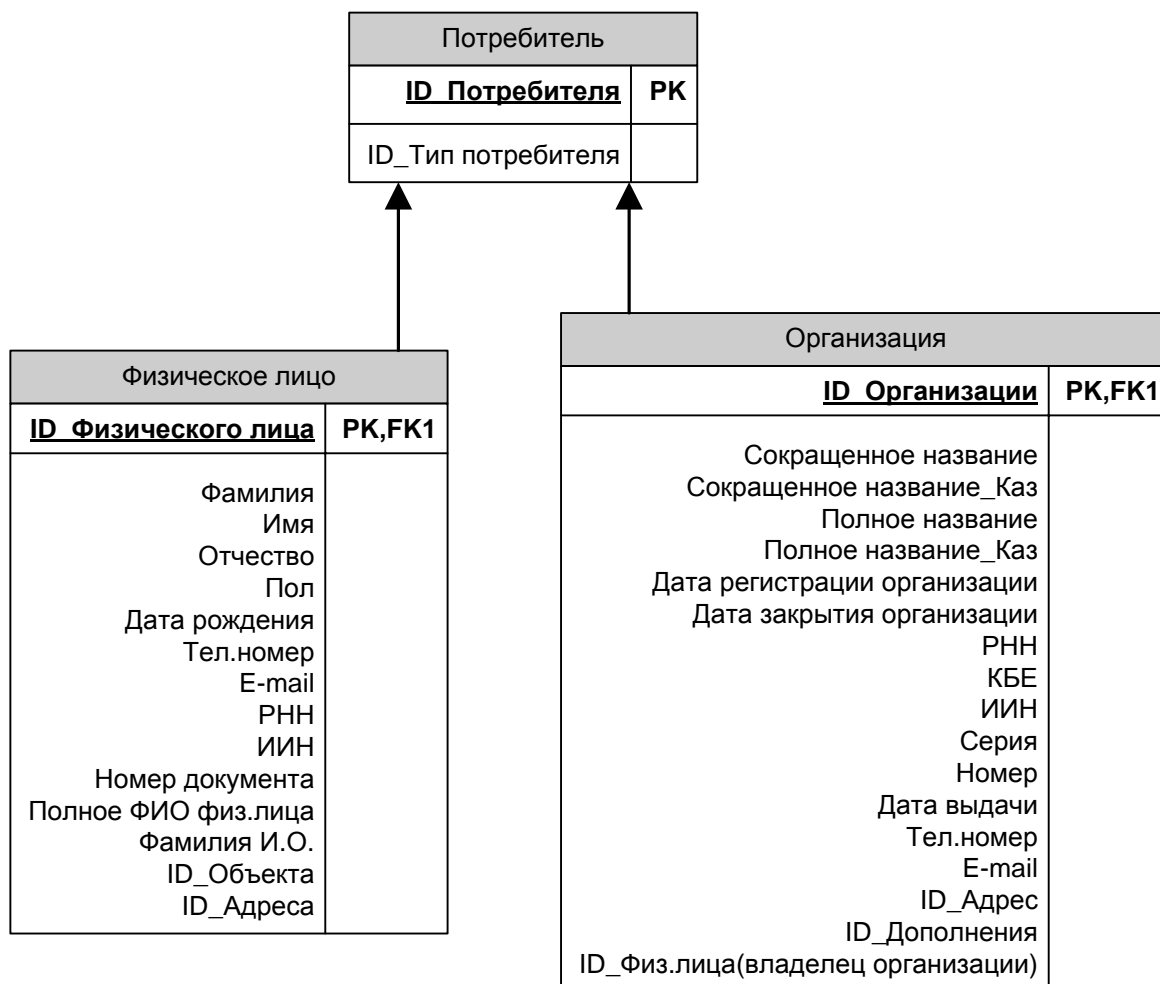 Потребитель
ID_Потребителя PK
ID_Тип потребителя
Физическое лицо
ID_Физического лица PK,FK1
Фамилия
Имя
Отчество
Пол
Дата рождения
Тел.номер
E-mail
РНН
ИИН
Номер документа
Полное ФИО физ.лица
Фамилия И.О.
ID_Объекта
ID_Адреса
Организация
ID_Организации PK,FK1
Сокращенное название
Сокращенное название_Каз
Полное название
Полное название_Каз
Дата регистрации организации
Дата закрытия организации
РНН
КБЕ
ИИН
Серия
Номер
Дата выдачи
Тел.номер
E-mail
ID_Адрес
ID_Дополнения
ID_Физ.лица(владелец организации)